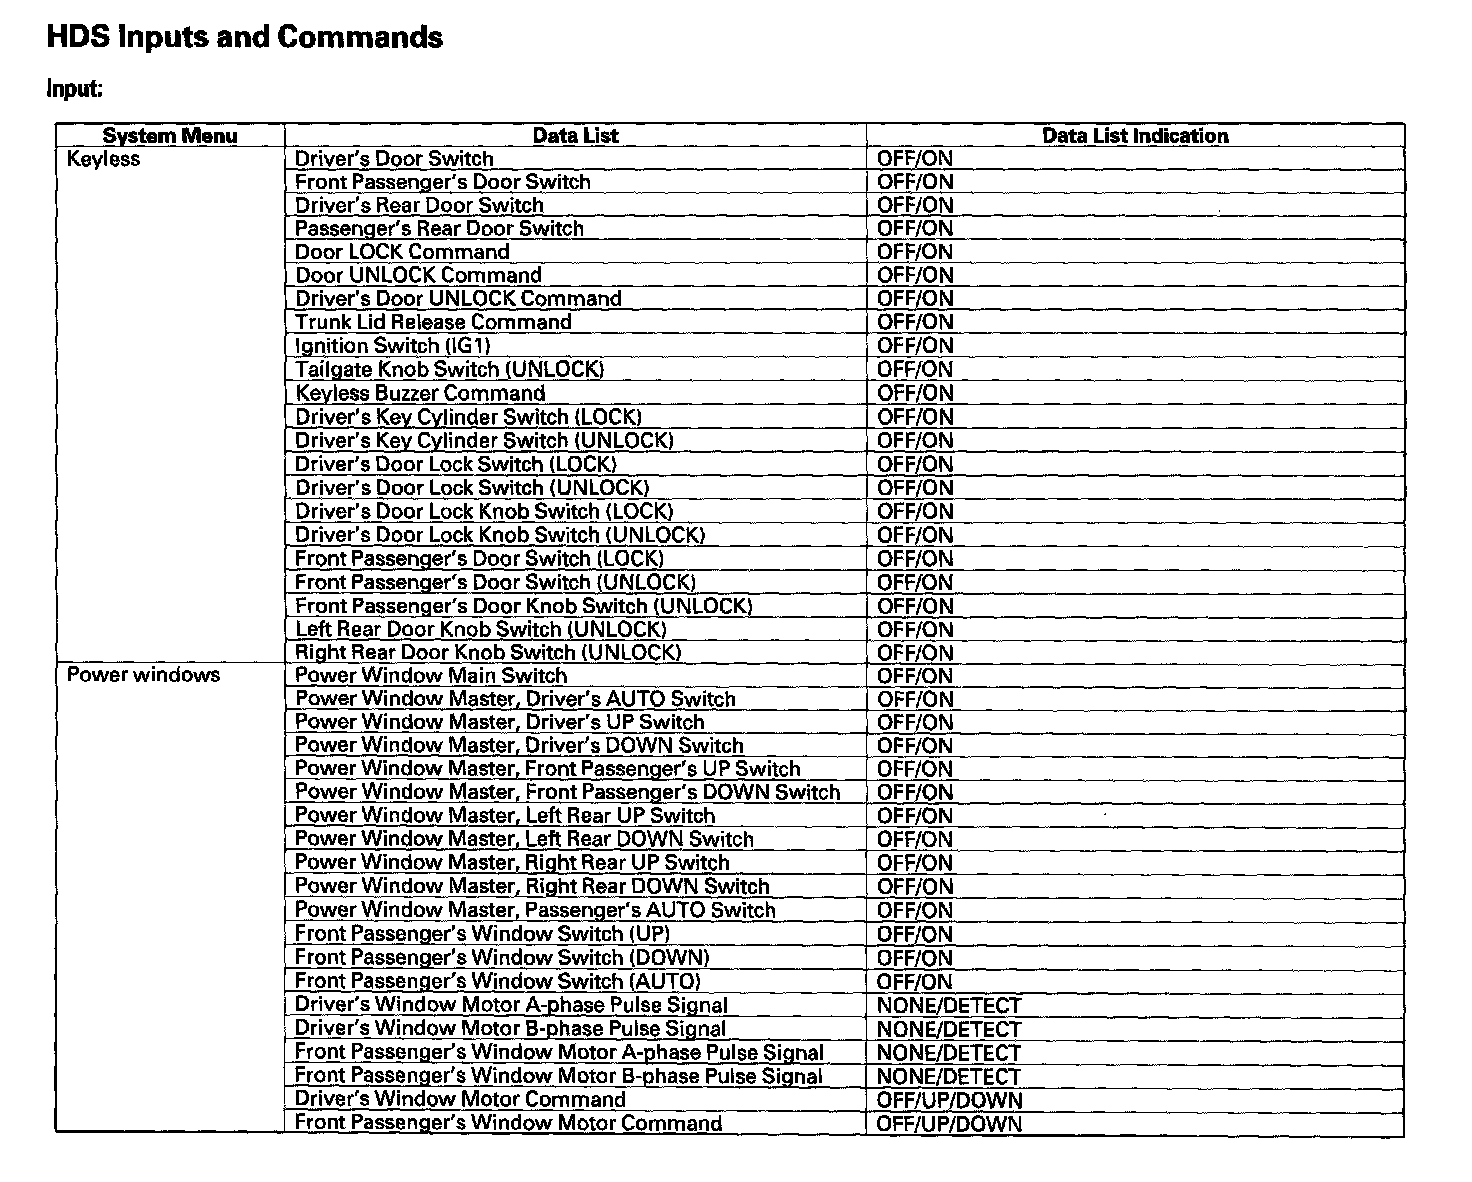 HDS Inputs and Commands
Input:
System Menu Data List Data List Indication
Keyless Driver's Door Switch OFF/ON
Front Passenger's Door Switch OFF/ON
Driver's Rear Door Switch OFF/ON
Passenger's Rear Door Switch OFF/ON
Door LOCK Command OFF/ON
Door UNLOCK Command OFF/ON
Driver's Door UNLOCK Command OFF/ON
Trunk Lid Release Command OFF/ON
Ignition Switch (IG1) OFF/ON
Tailgate Knob Switch (UNLOCK) OFF/ON
Keyless Buzzer Command OFF/ON
Driver's Key Cylinder Switch (LOCK) OFF/ON
Driver's Key Cylinder Switch (UNLOCK) OFF/ON
Driver's Door Lock Switch (LOCK) OFF/ON
Driver's Door Lock Switch (UNLOCK) OFF/ON
Driver's Door Lock Knob Switch (LOCK) OFF/ON
Driver's Door Lock Knob Switch (UNLOCK) OFF/ON
Front Passenger's Door Switch (LOCK) OFF/ON
Front Passenger's Door Switch (UNLOCK) OFF/ON
Front Passenger's Door Knob Switch (UNLOCK) OFF/ON
Left Rear Door Knob Switch (UNLOCK) OFF/ON
Right Rear Door Knob Switch (UNLOCK) OFF/ON
Power windows Power Window Main Switch OFF/ON
Power Window Master, Driver's AUTO Switch OFF/ON
Power Window Master, Driver's UP Switch OFF/ON
Power Window Master, Driver's DOWN Switch OFF/ON
Power Window Master, Front Passenger's UP Switch OFF/ON
Power Window Master, Front Passenger's DOWN Switch OFF/ON
Power Window Master, Left Rear UP Switch OFF/ON
Power Window Master, Left Rear DOWN Switch OFF/ON
Power Window Master, Right Rear UP Switch OFF/ON
Power Window Master, Right Rear DOWN Switch OFF/ON
Power Window Master, Passenger's AUTO Switch OFF/ON
Front Passenger's Window Switch (UP) OFF/ON
Front Passenger's Window Switch (DOWN) OFF/ON
Front Passenger's Window Switch (AUTO) OFF/ON
Driver's Window Motor A-phase Pulse Signal NONE/DETECT
Driver's Window Motor B-phase Pulse Signal NONE/DETECT
Front Passenger's Window Motor A-phase Pulse Signal NONE/DETECT
Front Passenger's Window Motor B-phase Pulse Signal NONE/DETECT
Driver's Window Motor Command OFF/UP/DOWN
Front Passenger's Window Motor Command OFF/UP/DOWN